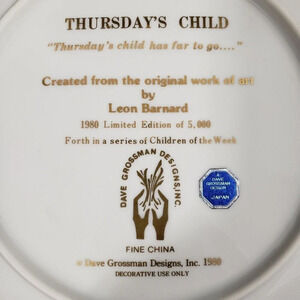 THURSDAY'S CHILD
"Thursday's child has far to go...."
Created from the original work of art
by
Leon Barnard
1980 Limited Edition of 5,000
Forth in a series of Children of the Week
DAVE GROSSMAN DESIGNS, INC.
A
DAVE
GROSSMAN
DESIGN
JAPAN
FINE CHINA
© Dave Grossman Designs, Inc. 1980
DECORATIVE USE ONLY